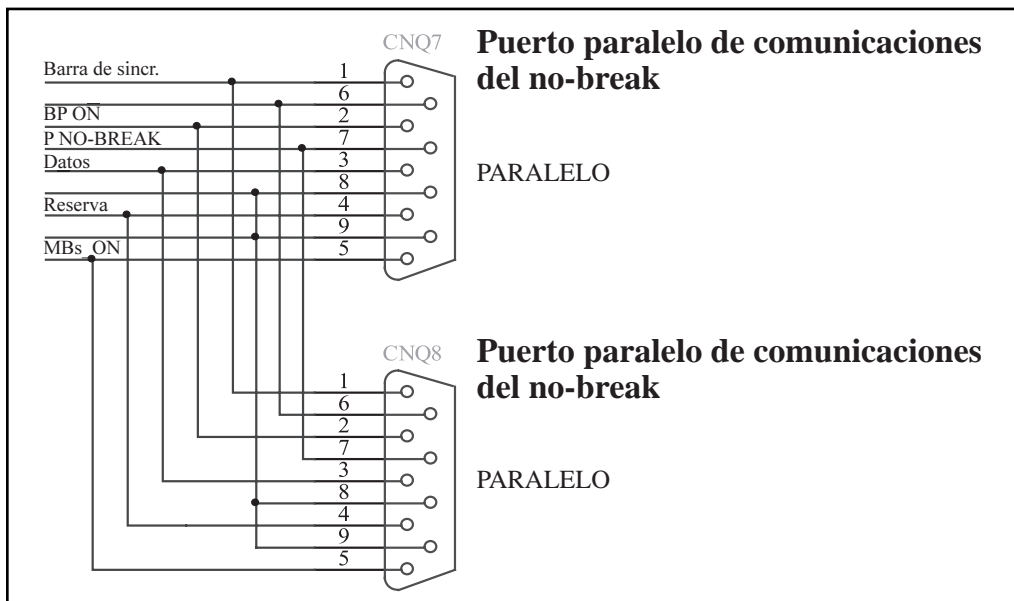 CNQ7
Puerto paralelo de comunicaciones
del no-break
Barra de sincr.
1
6
BP ON
2
P NO-BREAK
7
Datos
3
PARALELO
8
Reserva
4
9
MBs_ON
5
CNQ8
Puerto paralelo de comunicaciones
del no-break
1
6
2
7
3
PARALELO
8
4
9
5